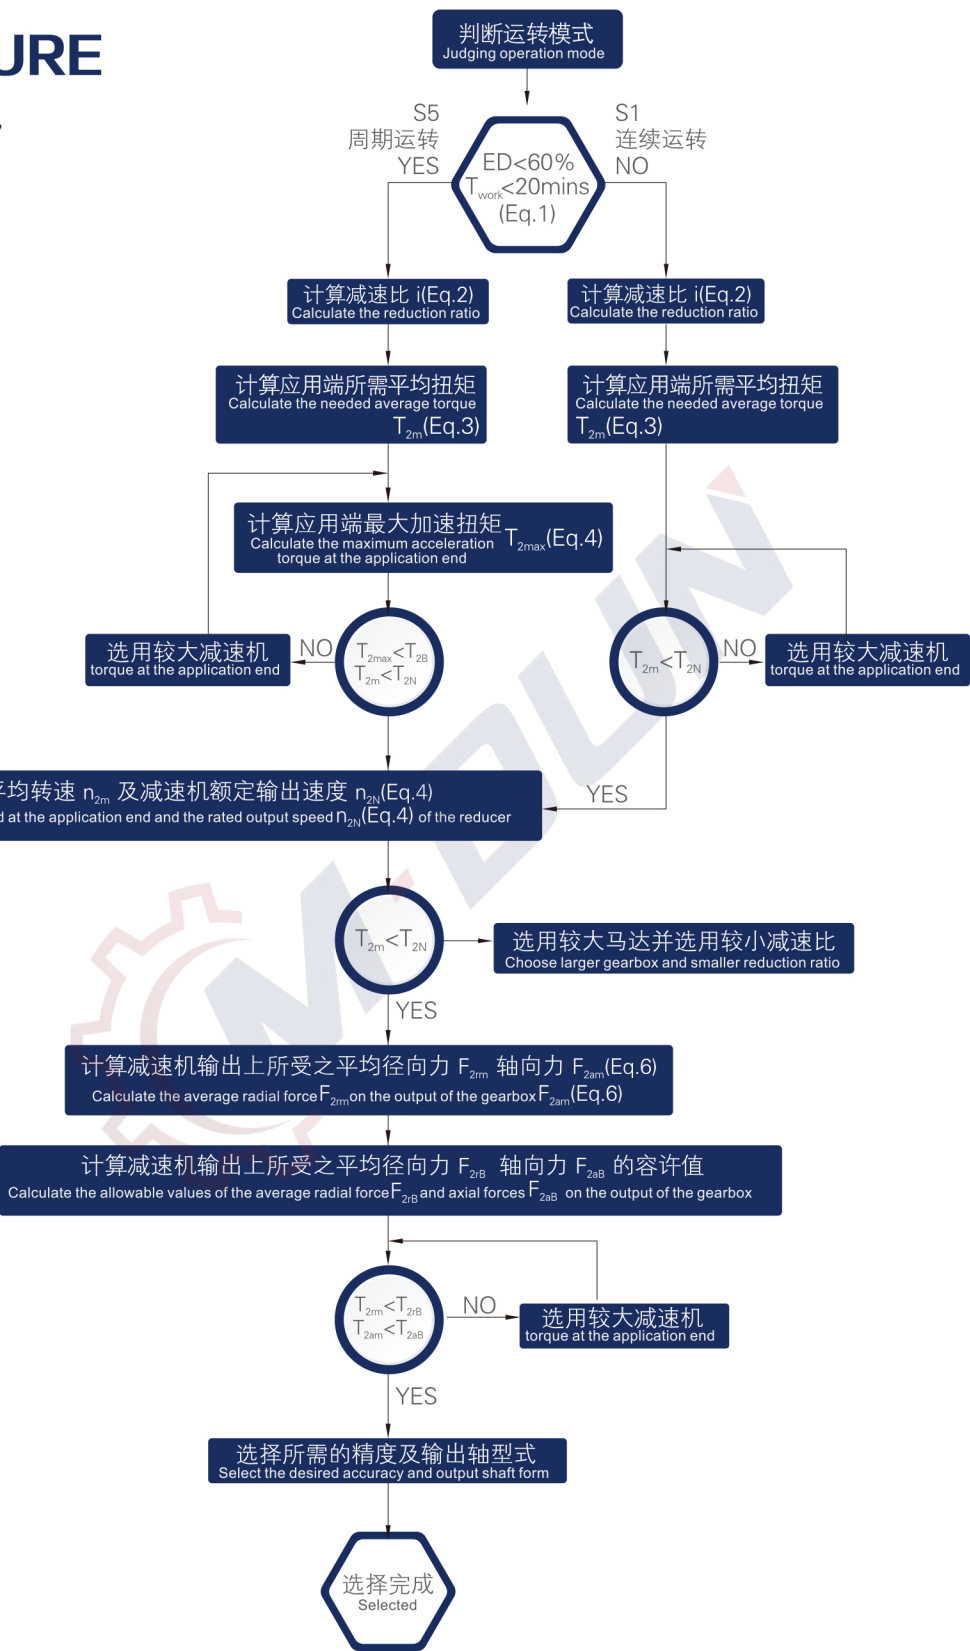 URE
判断运转模式
Judging operation mode
S5
周期运转
YES
S1
连续运转
NO
ED<60%
Twork<20mins
(Eq.1)
计算减速比 i(Eq.2)
Calculate the reduction ratio
计算减速比 i(Eq.2)
Calculate the reduction ratio
计算应用端所需平均扭矩
Calculate the needed average torque
T2m(Eq.3)
计算应用端所需平均扭矩
Calculate the needed average torque
T2m(Eq.3)
计算应用端最大加速扭矩 T2max(Eq.4)
Calculate the maximum acceleration
torque at the application end
选用较大减速机
torque at the application end
NO
T2max<T2B
T2m<T2N
T2m<T2N
NO
选用较大减速机
torque at the application end
平均转速 n2m 及减速机额定输出速度 n2N(Eq.4)
d at the application end and the rated output speed n2N(Eq.4) of the reducer
YES
T2m<T2N
选用较大马达并选用较小减速比
Choose larger gearbox and smaller reduction ratio
YES
计算减速机输出上所受之平均径向力 F2rm 轴向力 F2am(Eq.6)
Calculate the average radial force F2rm on the output of the gearbox F2am(Eq.6)
计算减速机输出上所受之平均径向力 F2rB 轴向力 F2aB 的容许值
Calculate the allowable values of the average radial force F2rB and axial forces F2aB on the output of the gearbox
T2rm<T2rB
T2am<T2aB
NO
选用较大减速机
torque at the application end
YES
选择所需的精度及输出轴型式
Select the desired accuracy and output shaft form
选择完成
Selected
M-DUN